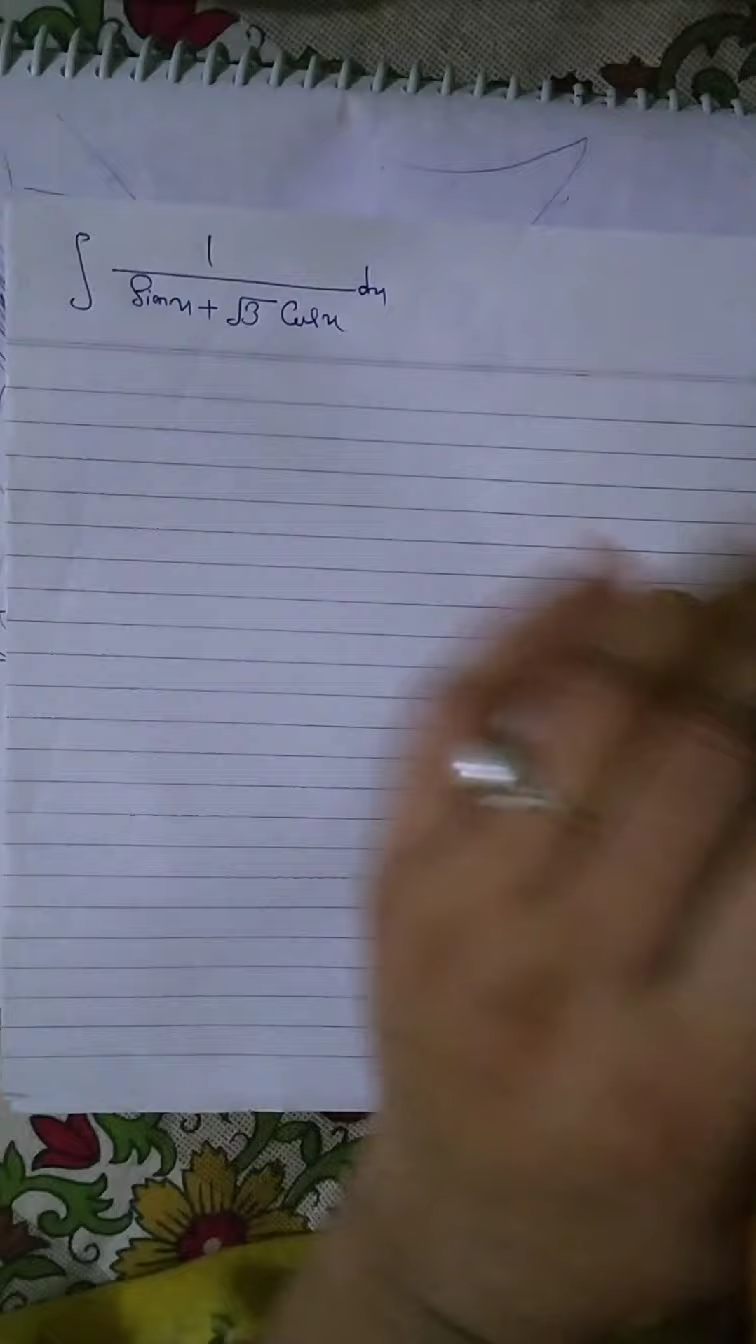 ∫ 1/(Sinx + √3 Cosx) dx